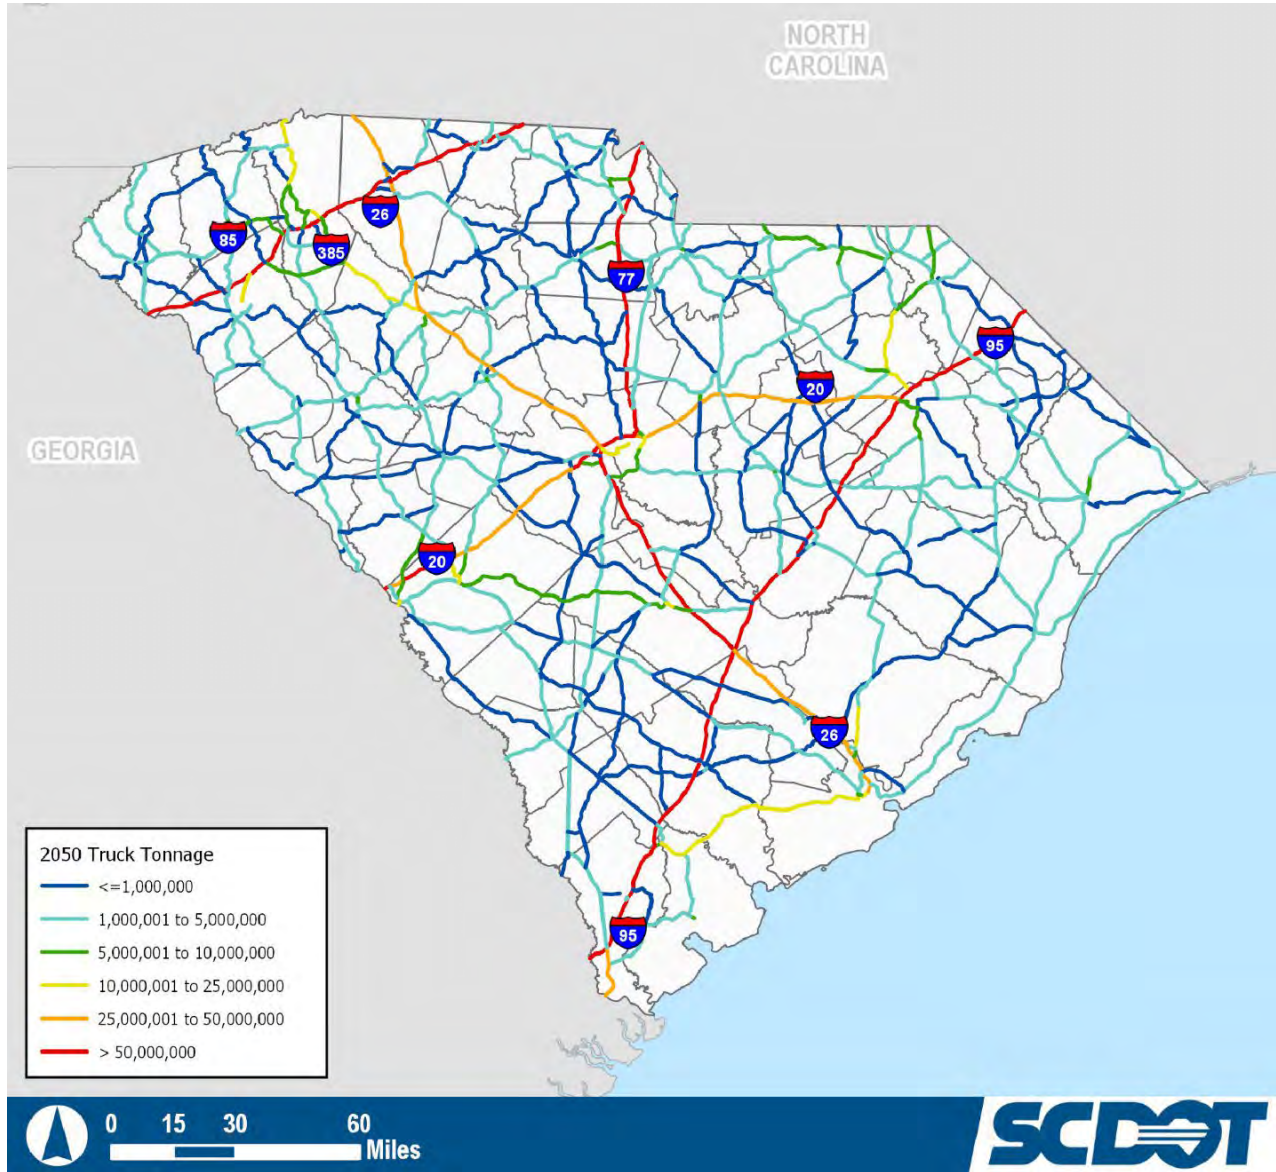 NORTH
CAROLINA
26
85
385
77
95
20
GEORGIA
20
26
95
2050 Truck Tonnage
<=1,000,000
1,000,001 to 5,000,000
5,000,001 to 10,000,000
10,000,001 to 25,000,000
25,000,001 to 50,000,000
> 50,000,000
0 15 30 60
Miles
SCDOT